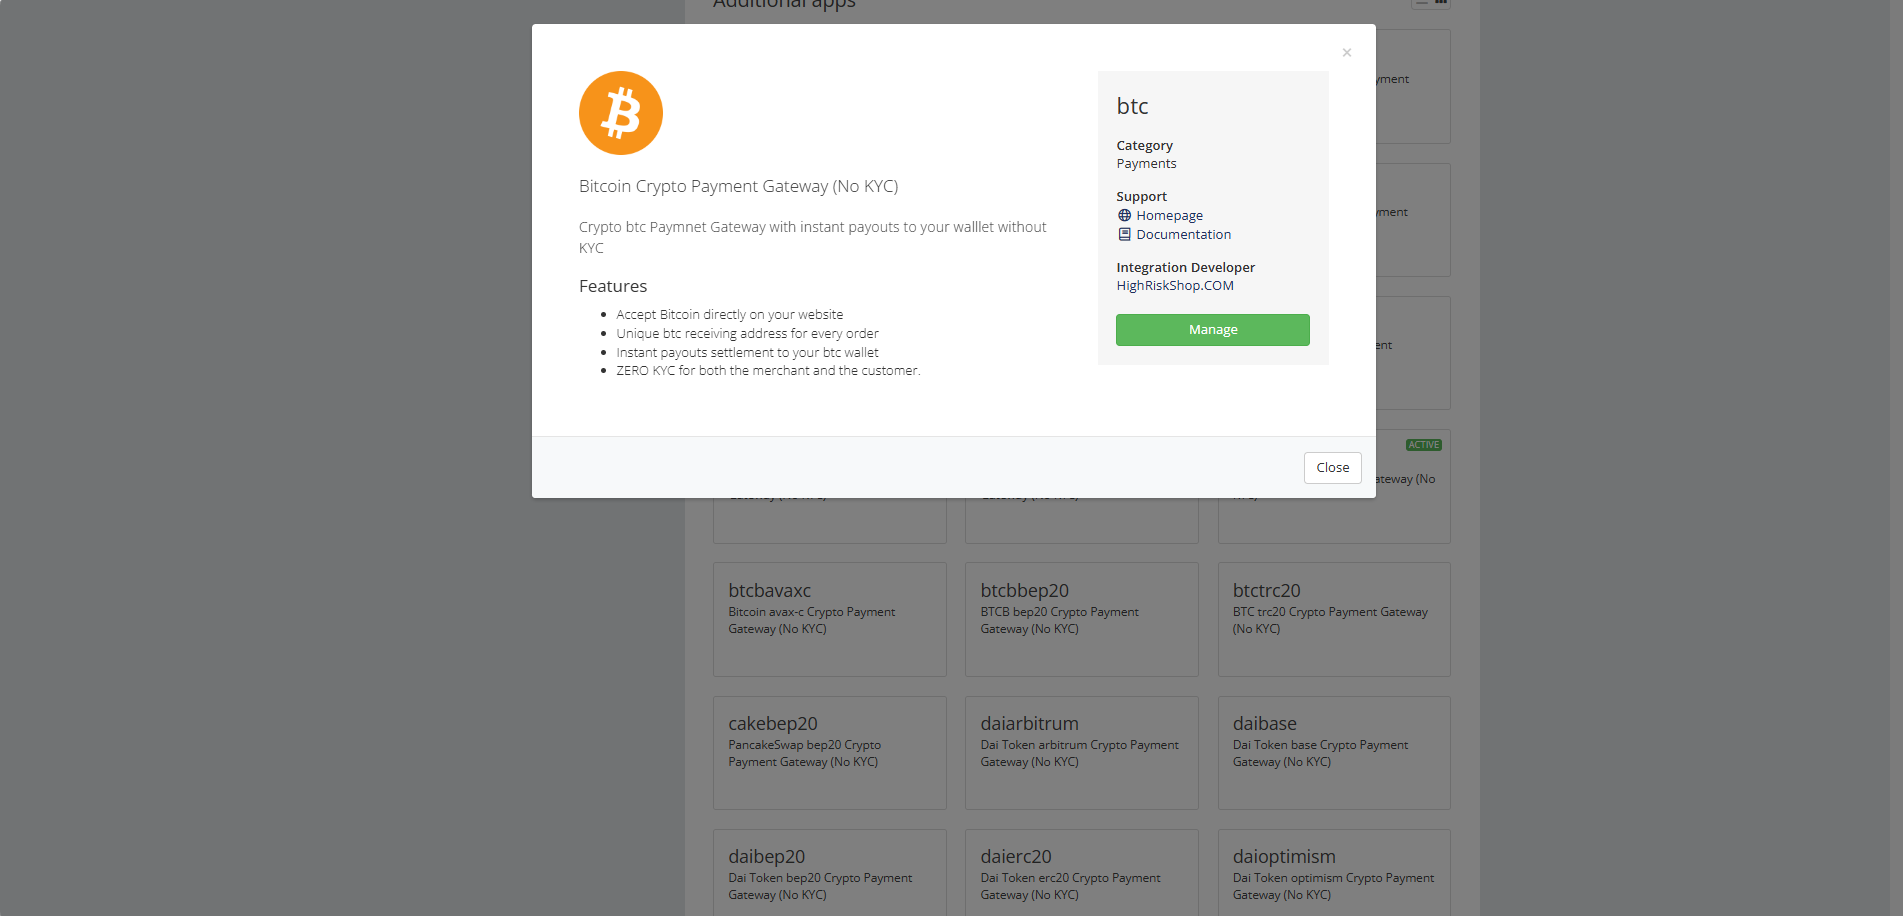 Additional apps
×
Bitcoin Crypto Payment Gateway (No KYC)
Crypto btc Paymnet Gateway with instant payouts to your walllet without
KYC
Features
Accept Bitcoin directly on your website
Unique btc receiving address for every order
Instant payouts settlement to your btc wallet
ZERO KYC for both the merchant and the customer.
btc
Category
Payments
Support
Homepage
Documentation
Integration Developer
HighRiskShop.COM
Manage
Close
ACTIVE
ateway (No
btcbavaxc
Bitcoin avax-c Crypto Payment
Gateway (No KYC)
btcbbep20
BTCB bep20 Crypto Payment
Gateway (No KYC)
btctrc20
BTC trc20 Crypto Payment Gateway
(No KYC)
cakebep20
PancakeSwap bep20 Crypto
Payment Gateway (No KYC)
daiarbitrum
Dai Token arbitrum Crypto Payment
Gateway (No KYC)
daibase
Dai Token base Crypto Payment
Gateway (No KYC)
daibep20
Dai Token bep20 Crypto Payment
Gateway (No KYC)
daierc20
Dai Token erc20 Crypto Payment
Gateway (No KYC)
daioptimism
Dai Token optimism Crypto Payment
Gateway (No KYC)